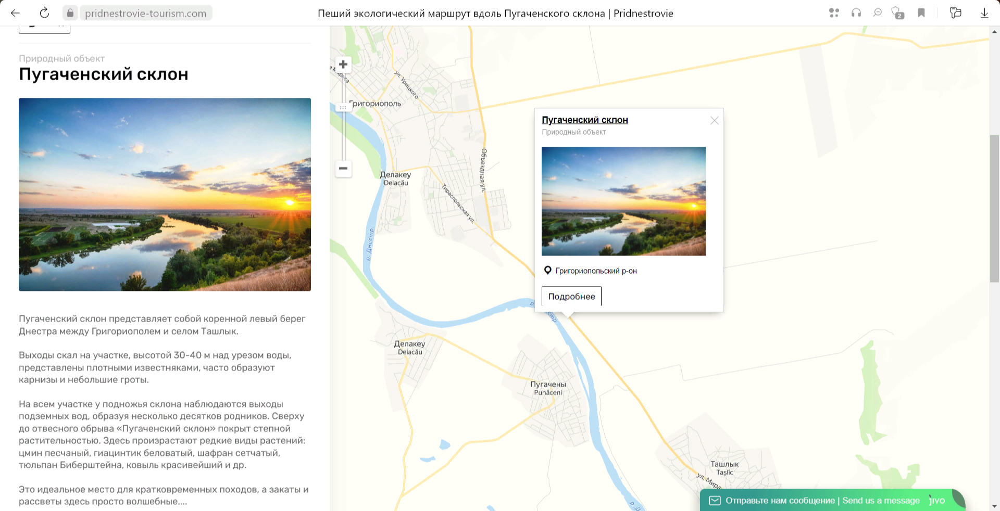 pridnestrovie-tourism.com
Пеший экологический маршрут вдоль Пугаченского склона | Pridnestrovie
2
Природный объект
Пугаченский склон
Пугаченский склон представляет собой коренной левый берег
Днестра между Григориополем и селом Ташлык.
Выходы скал на участке, высотой 30-40 м над урезом воды,
представлены плотными известняками, часто образуют
карнизы и небольшие гроты.
На всем участке у подножья склона наблюдаются выходы
подземных вод, образуя несколько десятков родников. Сверху
до отвесного обрыва «Пугаченский склон» покрыт степной
растительностью. Здесь произрастают редкие виды растений:
цмин песчаный, гиацинтик беловатый, шафран сетчатый,
тюльпан Биберштейна, ковыль красивейший и др.
Это идеальное место для кратковременных походов, а закаты и
рассветы здесь просто волшебные....
ул. Урицкого
Григориополь
Объездная ул.
Делакеу
Delacău
Тираспольская ул.
р. Днестр
Пугаченский склон
Природный объект
Григориопольский р-он
Подробнее
Делакеу
Delacău
Пугачены
Puhăceni
Ташлык
Tașlîc
ул. Мира
р. Д
Отправьте нам сообщение | Send us a message
jivo